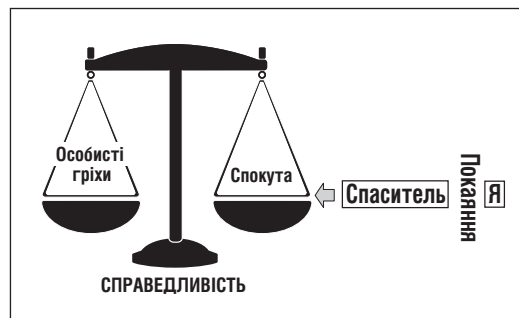 Особисті
гріхи
Спокута
Спаситель
Покаяння
Я
СПРАВЕДЛИВІСТЬ